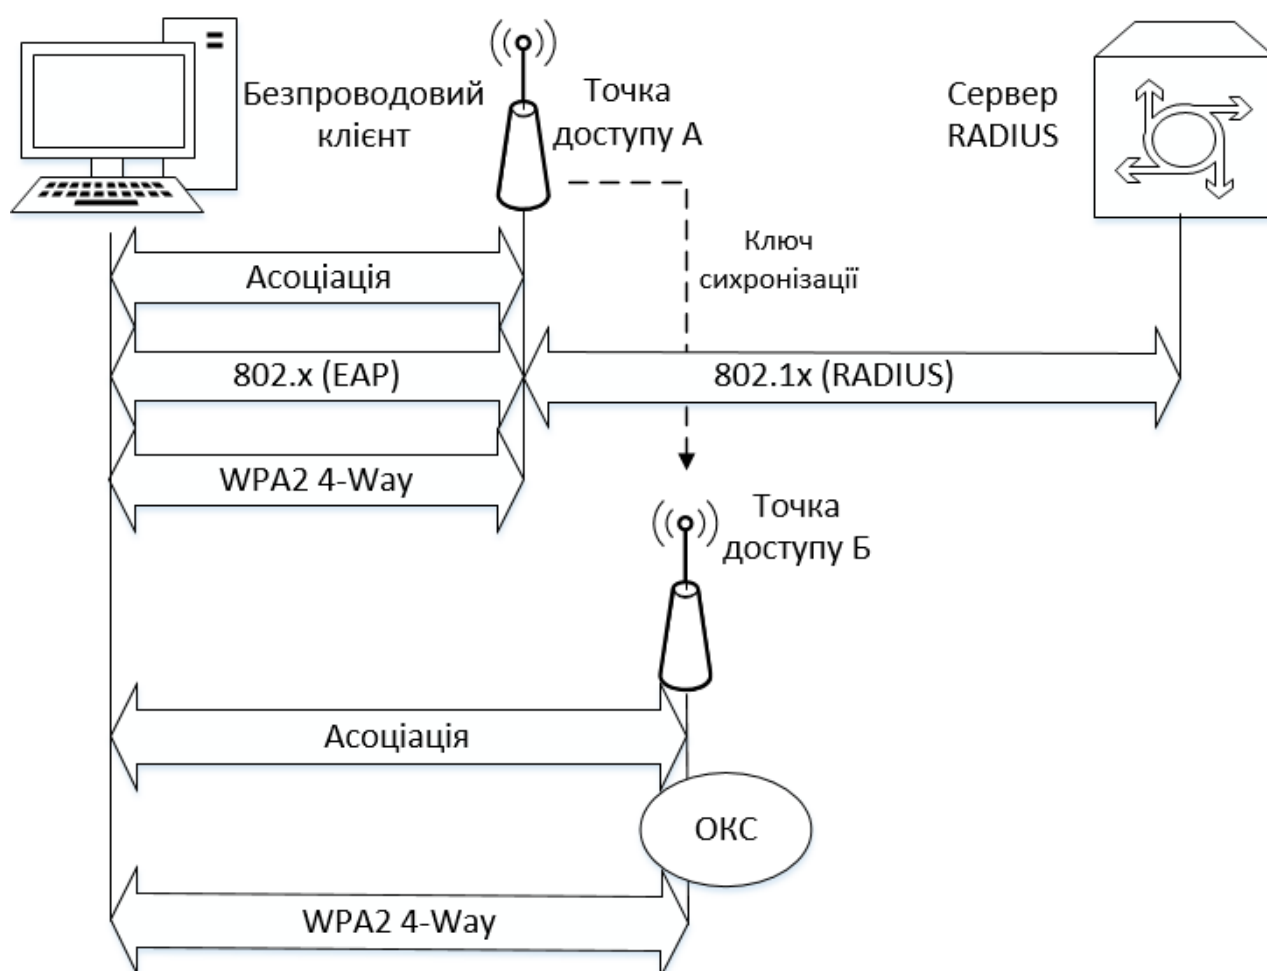 Безпроводовий
клієнт
Точка
доступу А
Сервер
RADIUS
Ключ
сихронізації
Асоціація
802.x (EAP)
802.1x (RADIUS)
WPA2 4-Way
Точка
доступу Б
Асоціація
ОКС
WPA2 4-Way